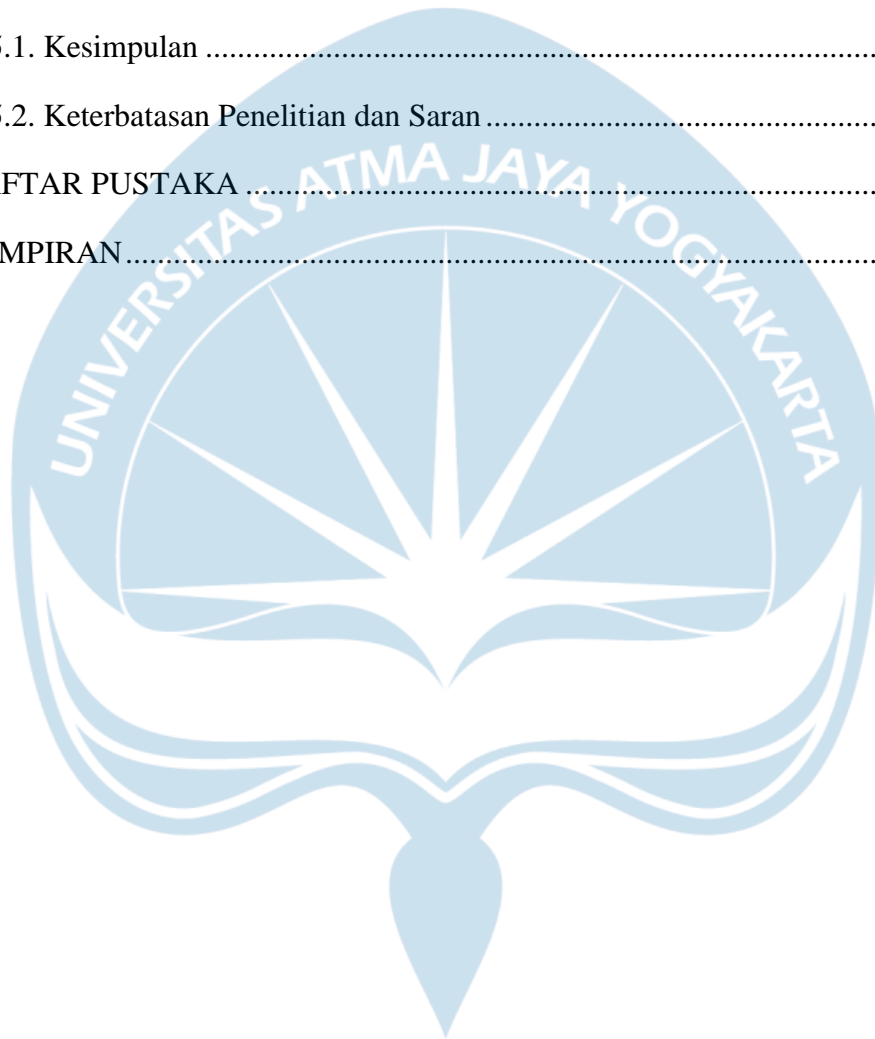 5.1. Kesimpulan ....................................................................................
5.2. Keterbatasan Penelitian dan Saran ................................................
AFTAR PUSTAKA ...............................................................................
MPIRAN..............................................................................................
UNIVERSITAS ATMA JAYA YOGYAKARTA